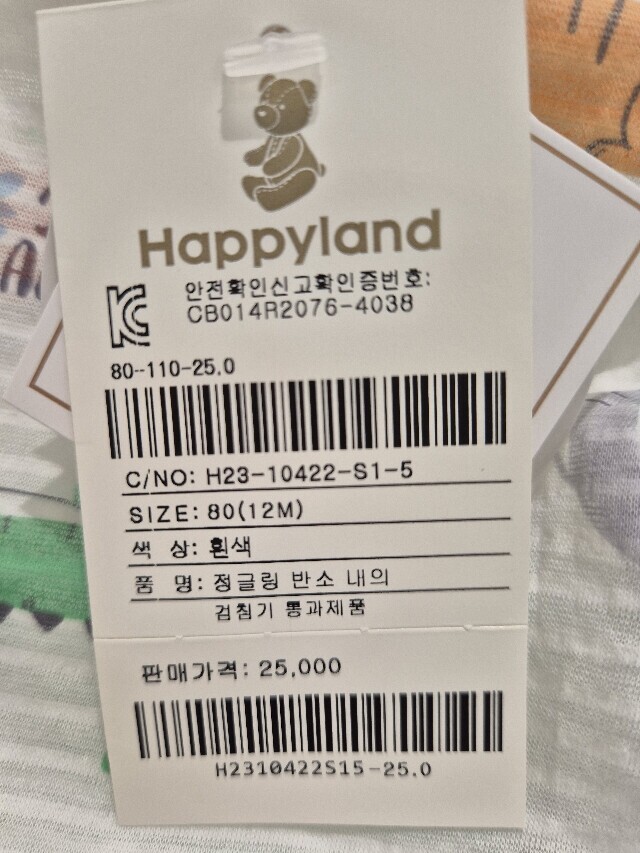 Happyland
안전확인신고확인증번호:
CB014R2076-4038
80--110-25.0
C/NO: H23-10422-S1-5
SIZE: 80(12M)
색 상: 흰색
품 명: 정글링 반소 내의
검침기 통과제품
판매가격: 25,000
H2310422S15-25.0